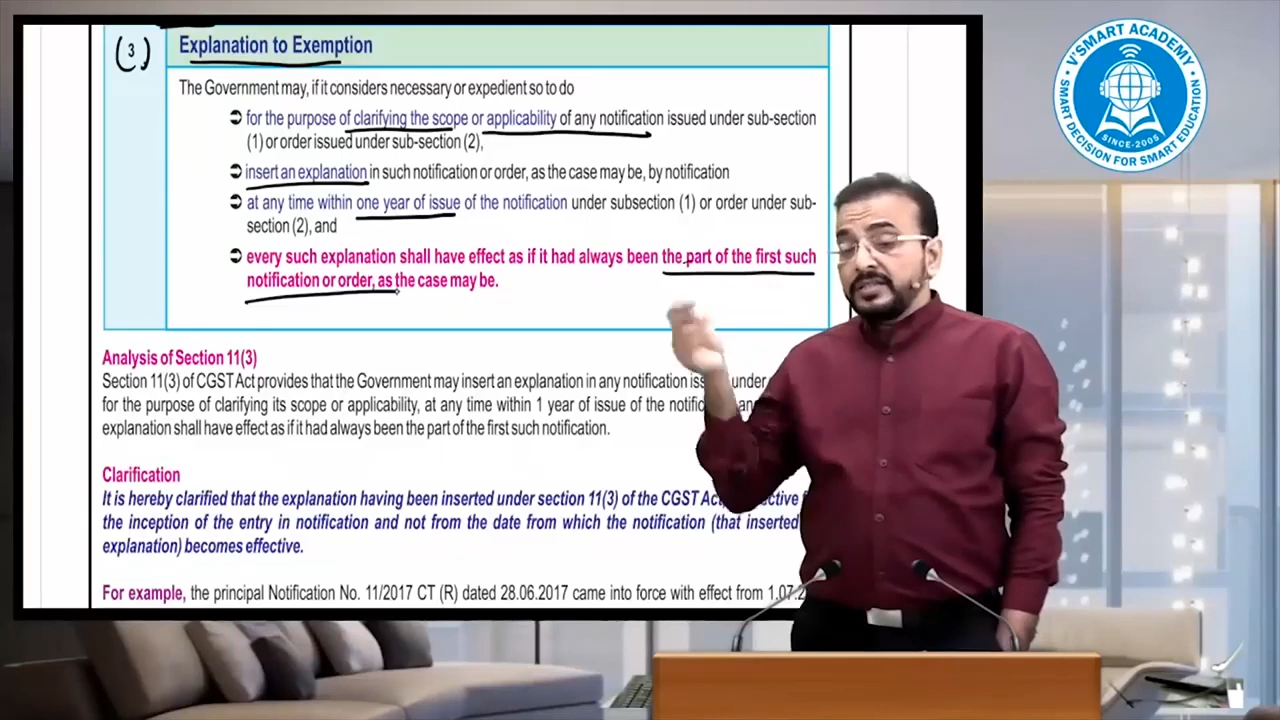 (3)
Explanation to Exemption
The Government may, if it considers necessary or expedient so to do
➲ for the purpose of clarifying the scope or applicability of any notification issued under sub-section
(1) or order issued under sub-section (2),
➲ insert an explanation in such notification or order, as the case may be, by notification
➲ at any time within one year of issue of the notification under subsection (1) or order under sub-
section (2), and
➲ every such explanation shall have effect as if it had always been the part of the first such
notification or order, as the case may be.
Analysis of Section 11(3)
Section 11(3) of CGST Act provides that the Government may insert an explanation in any notification under
for the purpose of clarifying its scope or applicability, at any time within 1 year of issue of the
explanation shall have effect as if it had always been the part of the first such notification.
Clarification
It is hereby clarified that the explanation having been inserted under section 11(3) of the CGST Act
the inception of the entry in notification and not from the date from which the notification (that inserted
explanation) becomes effective.
For example, the principal Notification No. 11/2017 CT (R) dated 28.06.2017 came into force with effect from
V'SMART ACADEMY
SINCE-2005
SMART DECISION FOR SMART EDUCATION